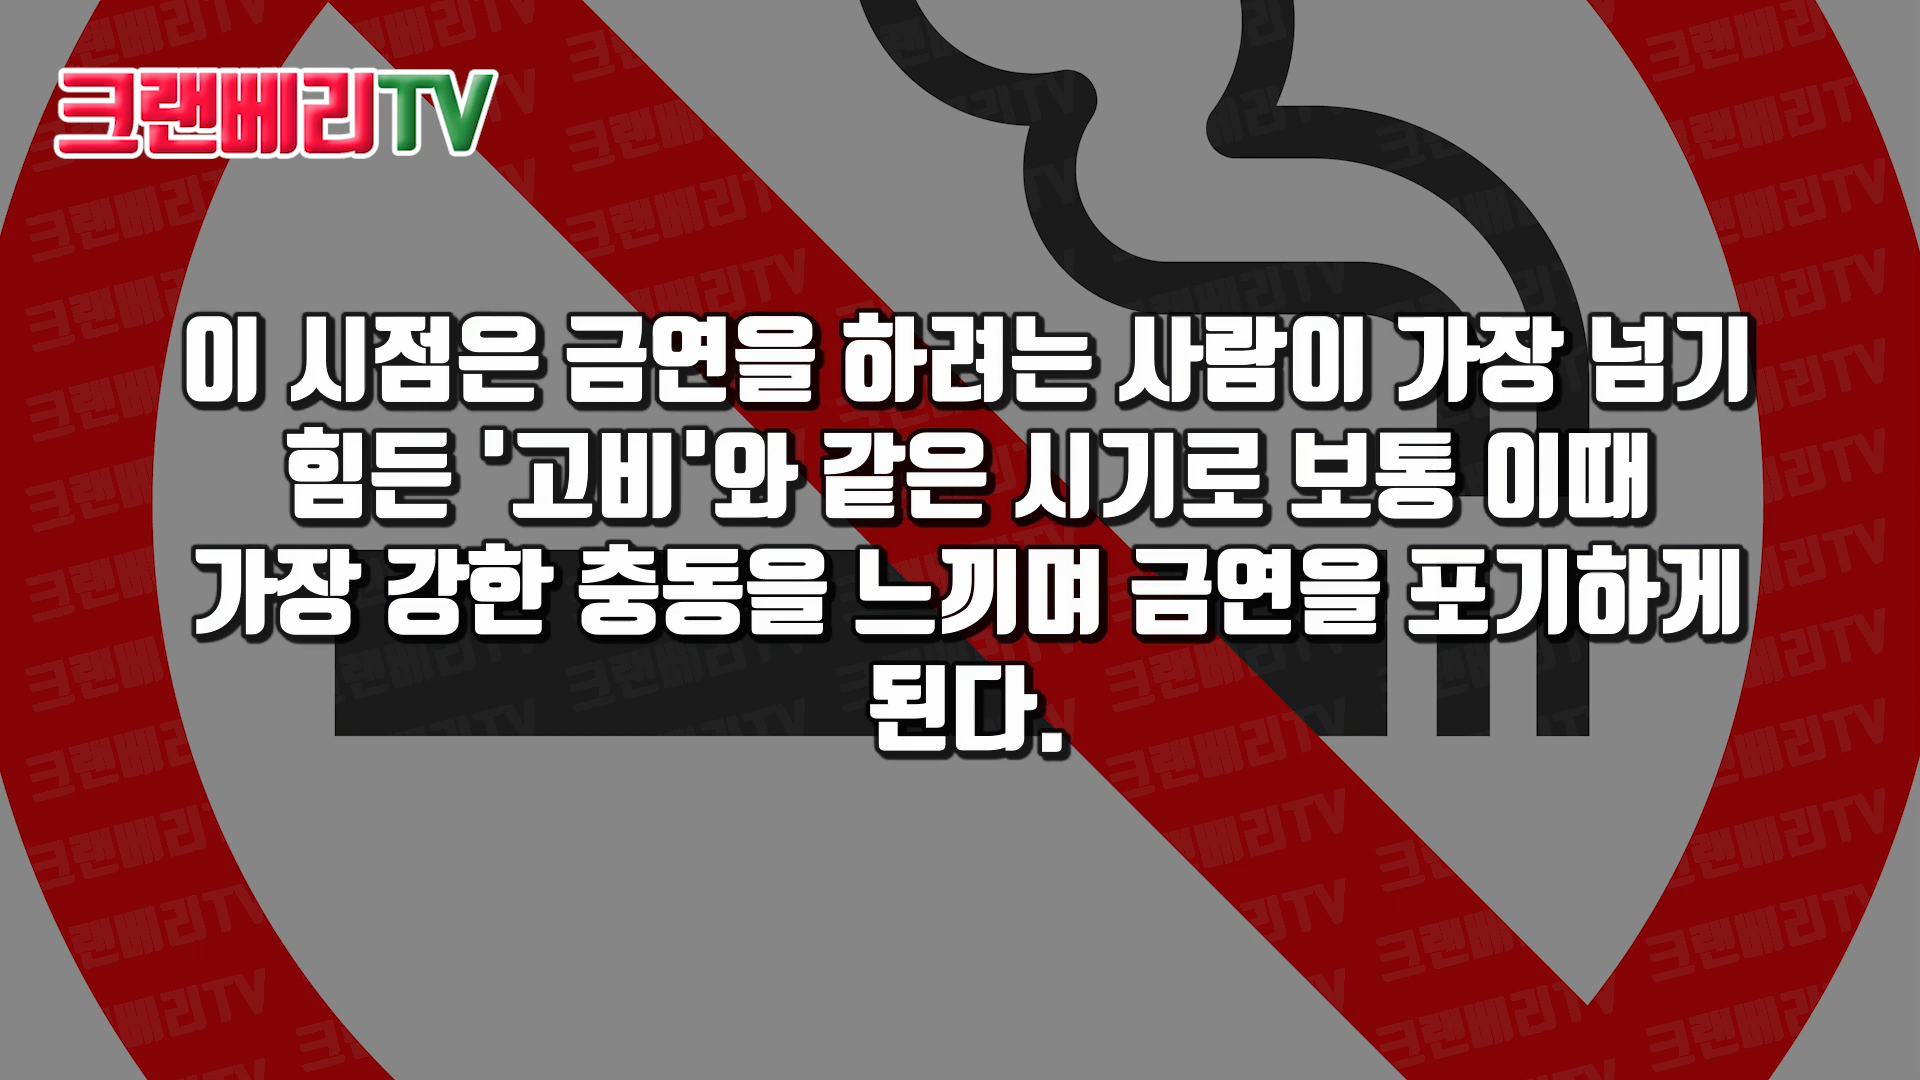 크랜베리TV
이 시점은 금연을 하려는 사람이 가장 넘기
힘든 '고비'와 같은 시기로 보통 이때
가장 강한 충동을 느끼며 금연을 포기하게
된다.